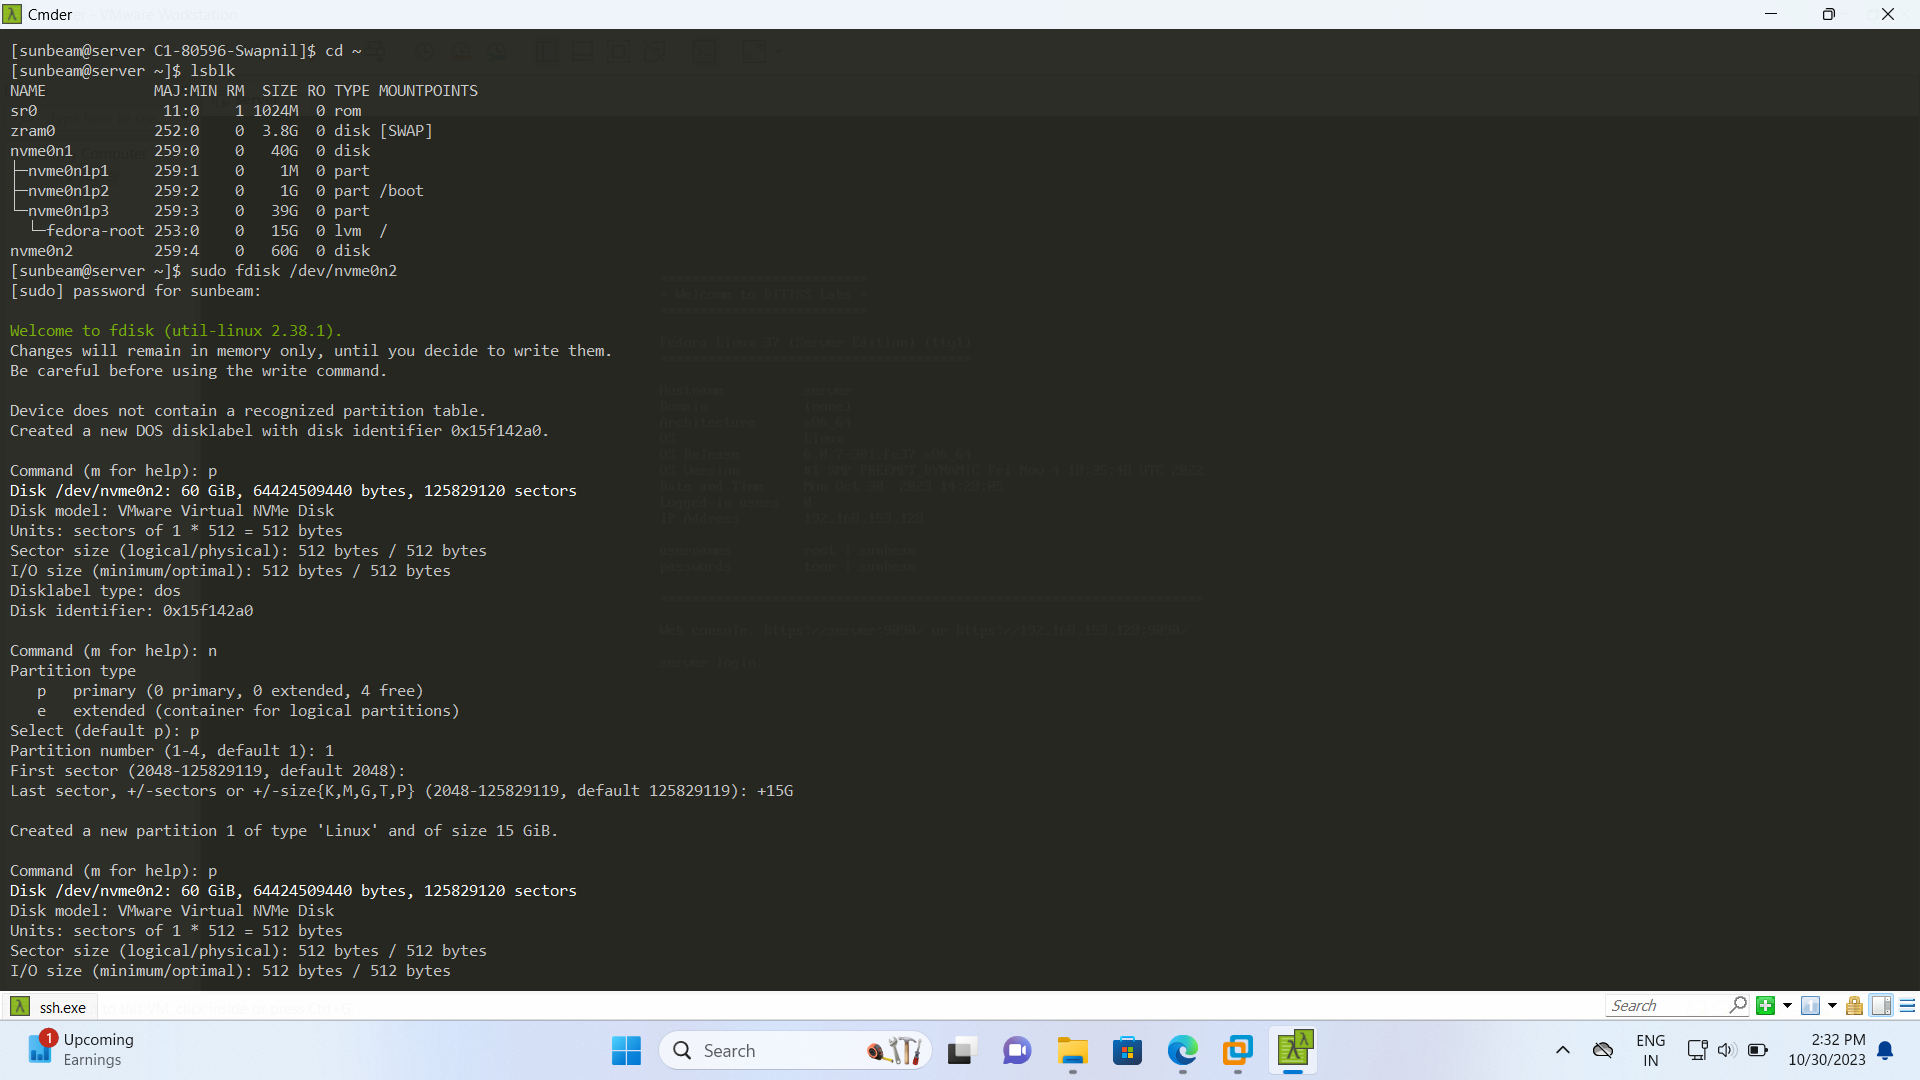 Cmder
[sunbeam@server C1-80596-Swapnil]$ cd ~
[sunbeam@server ~]$ lsblk
NAME            MAJ:MIN RM   SIZE RO TYPE MOUNTPOINTS
sr0              11:0    1 1024M  0 rom
zram0           252:0    0  3.8G  0 disk [SWAP]
nvme0n1         259:0    0   40G  0 disk
├─nvme0n1p1     259:1    0    1M  0 part
├─nvme0n1p2     259:2    0    1G  0 part /boot
└─nvme0n1p3     259:3    0   39G  0 part
  └─fedora-root 253:0    0   15G  0 lvm  /
nvme0n2         259:4    0   60G  0 disk
[sunbeam@server ~]$ sudo fdisk /dev/nvme0n2
[sudo] password for sunbeam:
Welcome to fdisk (util-linux 2.38.1).
Changes will remain in memory only, until you decide to write them.
Be careful before using the write command.
Device does not contain a recognized partition table.
Created a new DOS disklabel with disk identifier 0x15f142a0.
Command (m for help): p
Disk /dev/nvme0n2: 60 GiB, 64424509440 bytes, 125829120 sectors
Disk model: VMware Virtual NVMe Disk
Units: sectors of 1 * 512 = 512 bytes
Sector size (logical/physical): 512 bytes / 512 bytes
I/O size (minimum/optimal): 512 bytes / 512 bytes
Disklabel type: dos
Disk identifier: 0x15f142a0
Command (m for help): n
Partition type
   p   primary (0 primary, 0 extended, 4 free)
   e   extended (container for logical partitions)
Select (default p): p
Partition number (1-4, default 1): 1
First sector (2048-125829119, default 2048):
Last sector, +/-sectors or +/-size{K,M,G,T,P} (2048-125829119, default 125829119): +15G
Created a new partition 1 of type 'Linux' and of size 15 GiB.
Command (m for help): p
Disk /dev/nvme0n2: 60 GiB, 64424509440 bytes, 125829120 sectors
Disk model: VMware Virtual NVMe Disk
Units: sectors of 1 * 512 = 512 bytes
Sector size (logical/physical): 512 bytes / 512 bytes
I/O size (minimum/optimal): 512 bytes / 512 bytes
ssh.exe
Search
1
Upcoming
Earnings
Search
ENG
IN
2:32 PM
10/30/2023